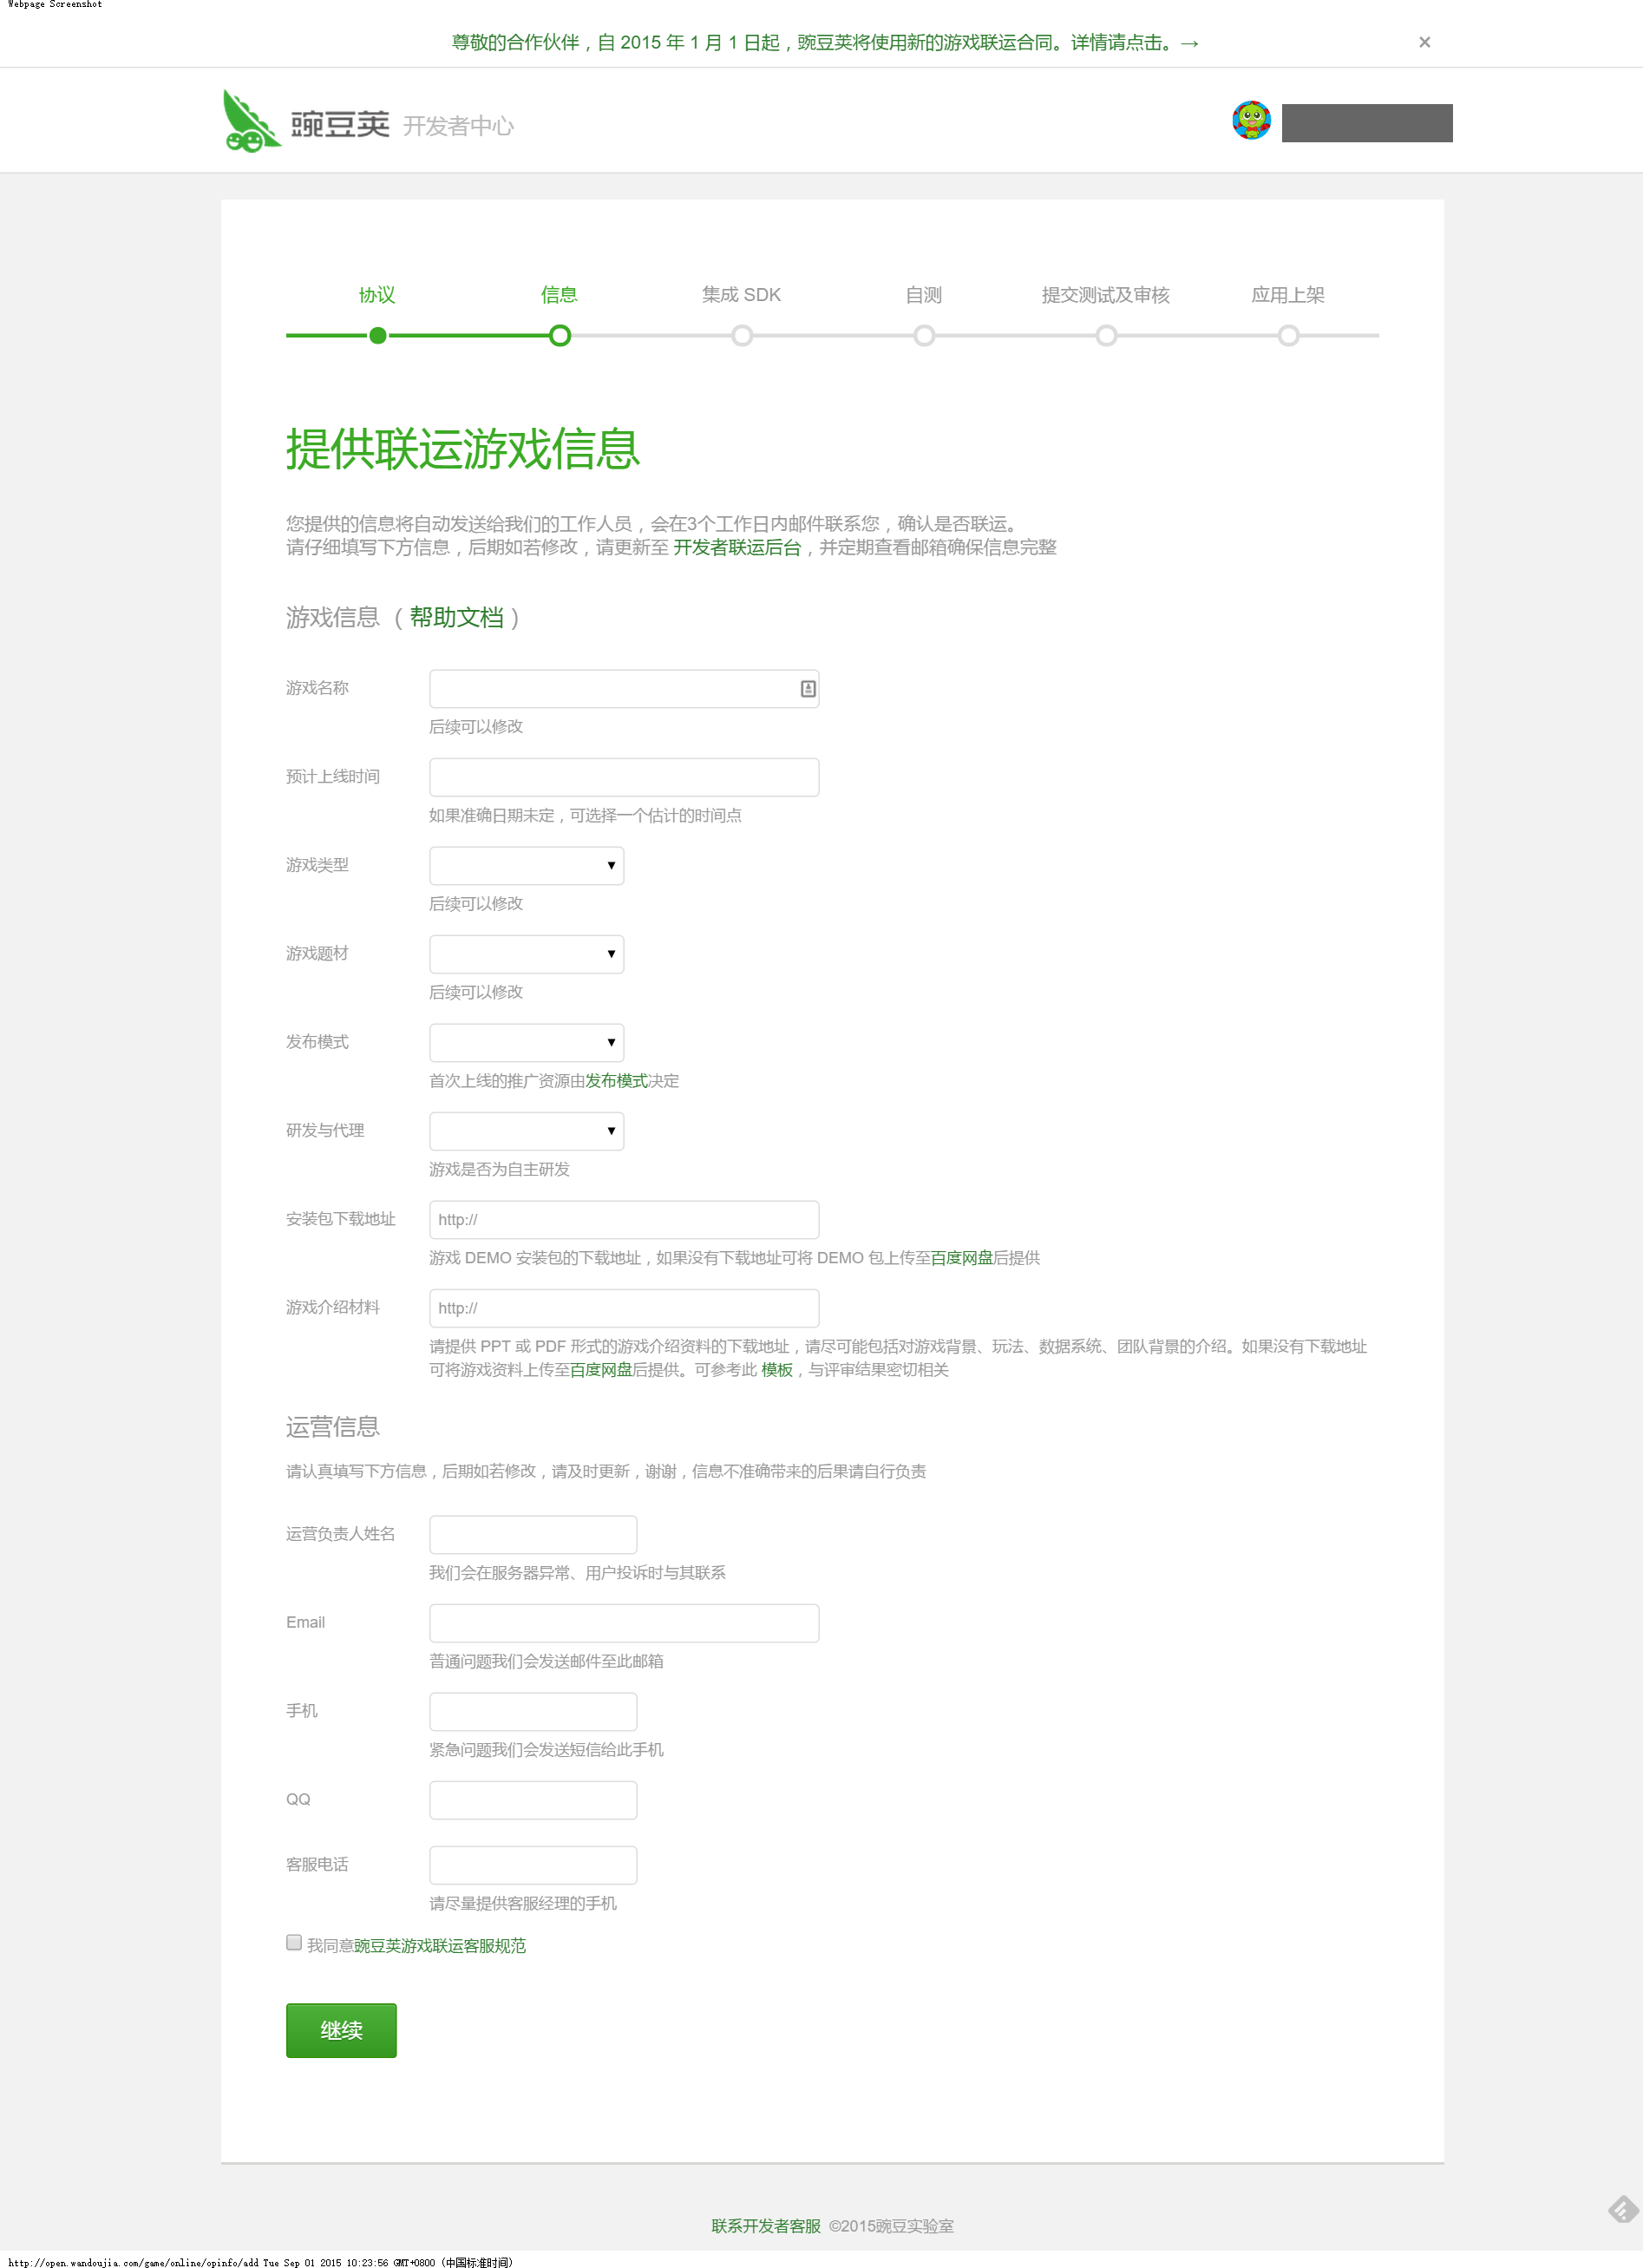 Webpage Screenshot
尊敬的合作伙伴，自 2015 年 1 月 1 日起，豌豆荚将使用新的游戏联运合同。详情请点击。→
×
豌豆荚 开发者中心
协议 信息 集成 SDK 自测 提交测试及审核 应用上架
提供联运游戏信息
您提供的信息将自动发送给我们的工作人员，会在3个工作日内邮件联系您，确认是否联运。
请仔细填写下方信息，后期如若修改，请更新至 开发者联运后台，并定期查看邮箱确保信息完整
游戏信息（帮助文档）
游戏名称
后续可以修改
预计上线时间
如果准确日期未定，可选择一个估计的时间点
游戏类型
后续可以修改
游戏题材
后续可以修改
发布模式
首次上线的推广资源由发布模式决定
研发与代理
游戏是否为自主研发
安装包下载地址 http://
游戏 DEMO 安装包的下载地址，如果没有下载地址可将 DEMO 包上传至百度网盘后提供
游戏介绍材料 http://
请提供 PPT 或 PDF 形式的游戏介绍资料的下载地址，请尽可能包括对游戏背景、玩法、数据系统、团队背景的介绍。如果没有下载地址
可将游戏资料上传至百度网盘后提供。可参考此 模板，与评审结果密切相关
运营信息
请认真填写下方信息，后期如若修改，请及时更新，谢谢，信息不准确带来的后果请自行负责
运营负责人姓名
我们会在服务器异常、用户投诉时与其联系
Email
普通问题我们会发送邮件至此邮箱
手机
紧急问题我们会发送短信给此手机
QQ
客服电话
请尽量提供客服经理的手机
我同意豌豆荚游戏联运客服规范
继续
联系开发者客服 ©2015豌豆实验室
http://open.wandoujia.com/game/online/opinfo/add Tue Sep 01 2015 10:23:56 GMT+0800 (中国标准时间)